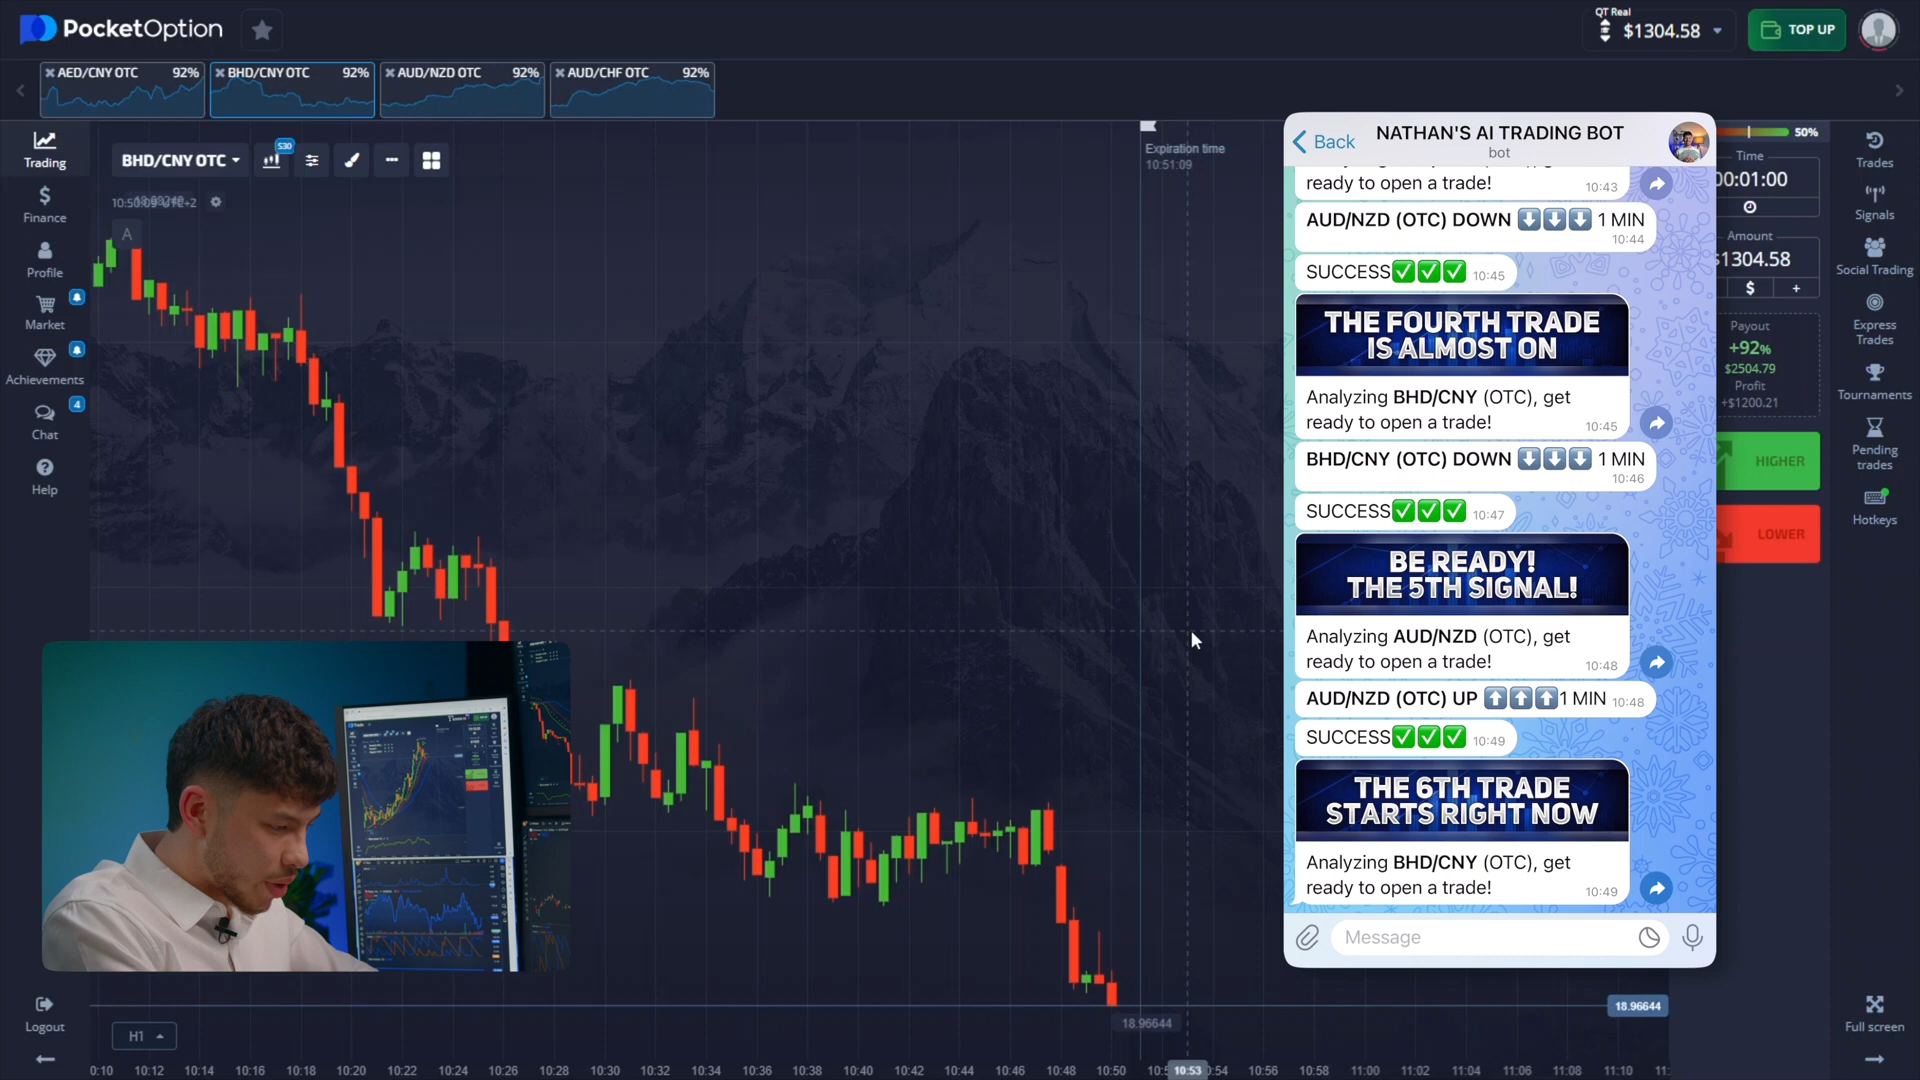 PocketOption
QT Real
$1304.58
TOP UP
AED/CNY OTC 92%
BHD/CNY OTC 92%
AUD/NZD OTC 92%
AUD/CHF OTC 92%
Trading
Finance
Profile
Market
Achievements
4
Chat
Help
Logout
BHD/CNY OTC
S30
A
Expiration time
10:51:09
Back
NATHAN'S AI TRADING BOT
bot
ready to open a trade!
10:43
AUD/NZD (OTC) DOWN ⬇️⬇️⬇️ 1 MIN
10:44
SUCCESS✅✅✅ 10:45
THE FOURTH TRADE
IS ALMOST ON
Analyzing BHD/CNY (OTC), get
ready to open a trade!
10:45
BHD/CNY (OTC) DOWN ⬇️⬇️⬇️ 1 MIN
10:46
SUCCESS✅✅✅ 10:47
BE READY!
THE 5TH SIGNAL!
Analyzing AUD/NZD (OTC), get
ready to open a trade!
10:48
AUD/NZD (OTC) UP ⬆️⬆️⬆️1 MIN 10:48
SUCCESS✅✅✅ 10:49
THE 6TH TRADE
STARTS RIGHT NOW
Analyzing BHD/CNY (OTC), get
ready to open a trade!
10:49
Message
50%
Time
00:01:00
Amount
$1304.58
$ +
Payout
+92%
$2504.79
Profit
+$1200.21
HIGHER
LOWER
Trades
Signals
Social Trading
Express
Trades
Tournaments
Pending
trades
Hotkeys
Full screen
18.96644
18.96644
H1
0:10 10:12 10:14 10:16 10:18 10:20 10:22 10:24 10:26 10:28 10:30 10:32 10:34 10:36 10:38 10:40 10:42 10:44 10:46 10:48 10:50 10:53 0:54 10:56 10:58 11:00 11:02 11:04 11:06 11:08 11:10 11: